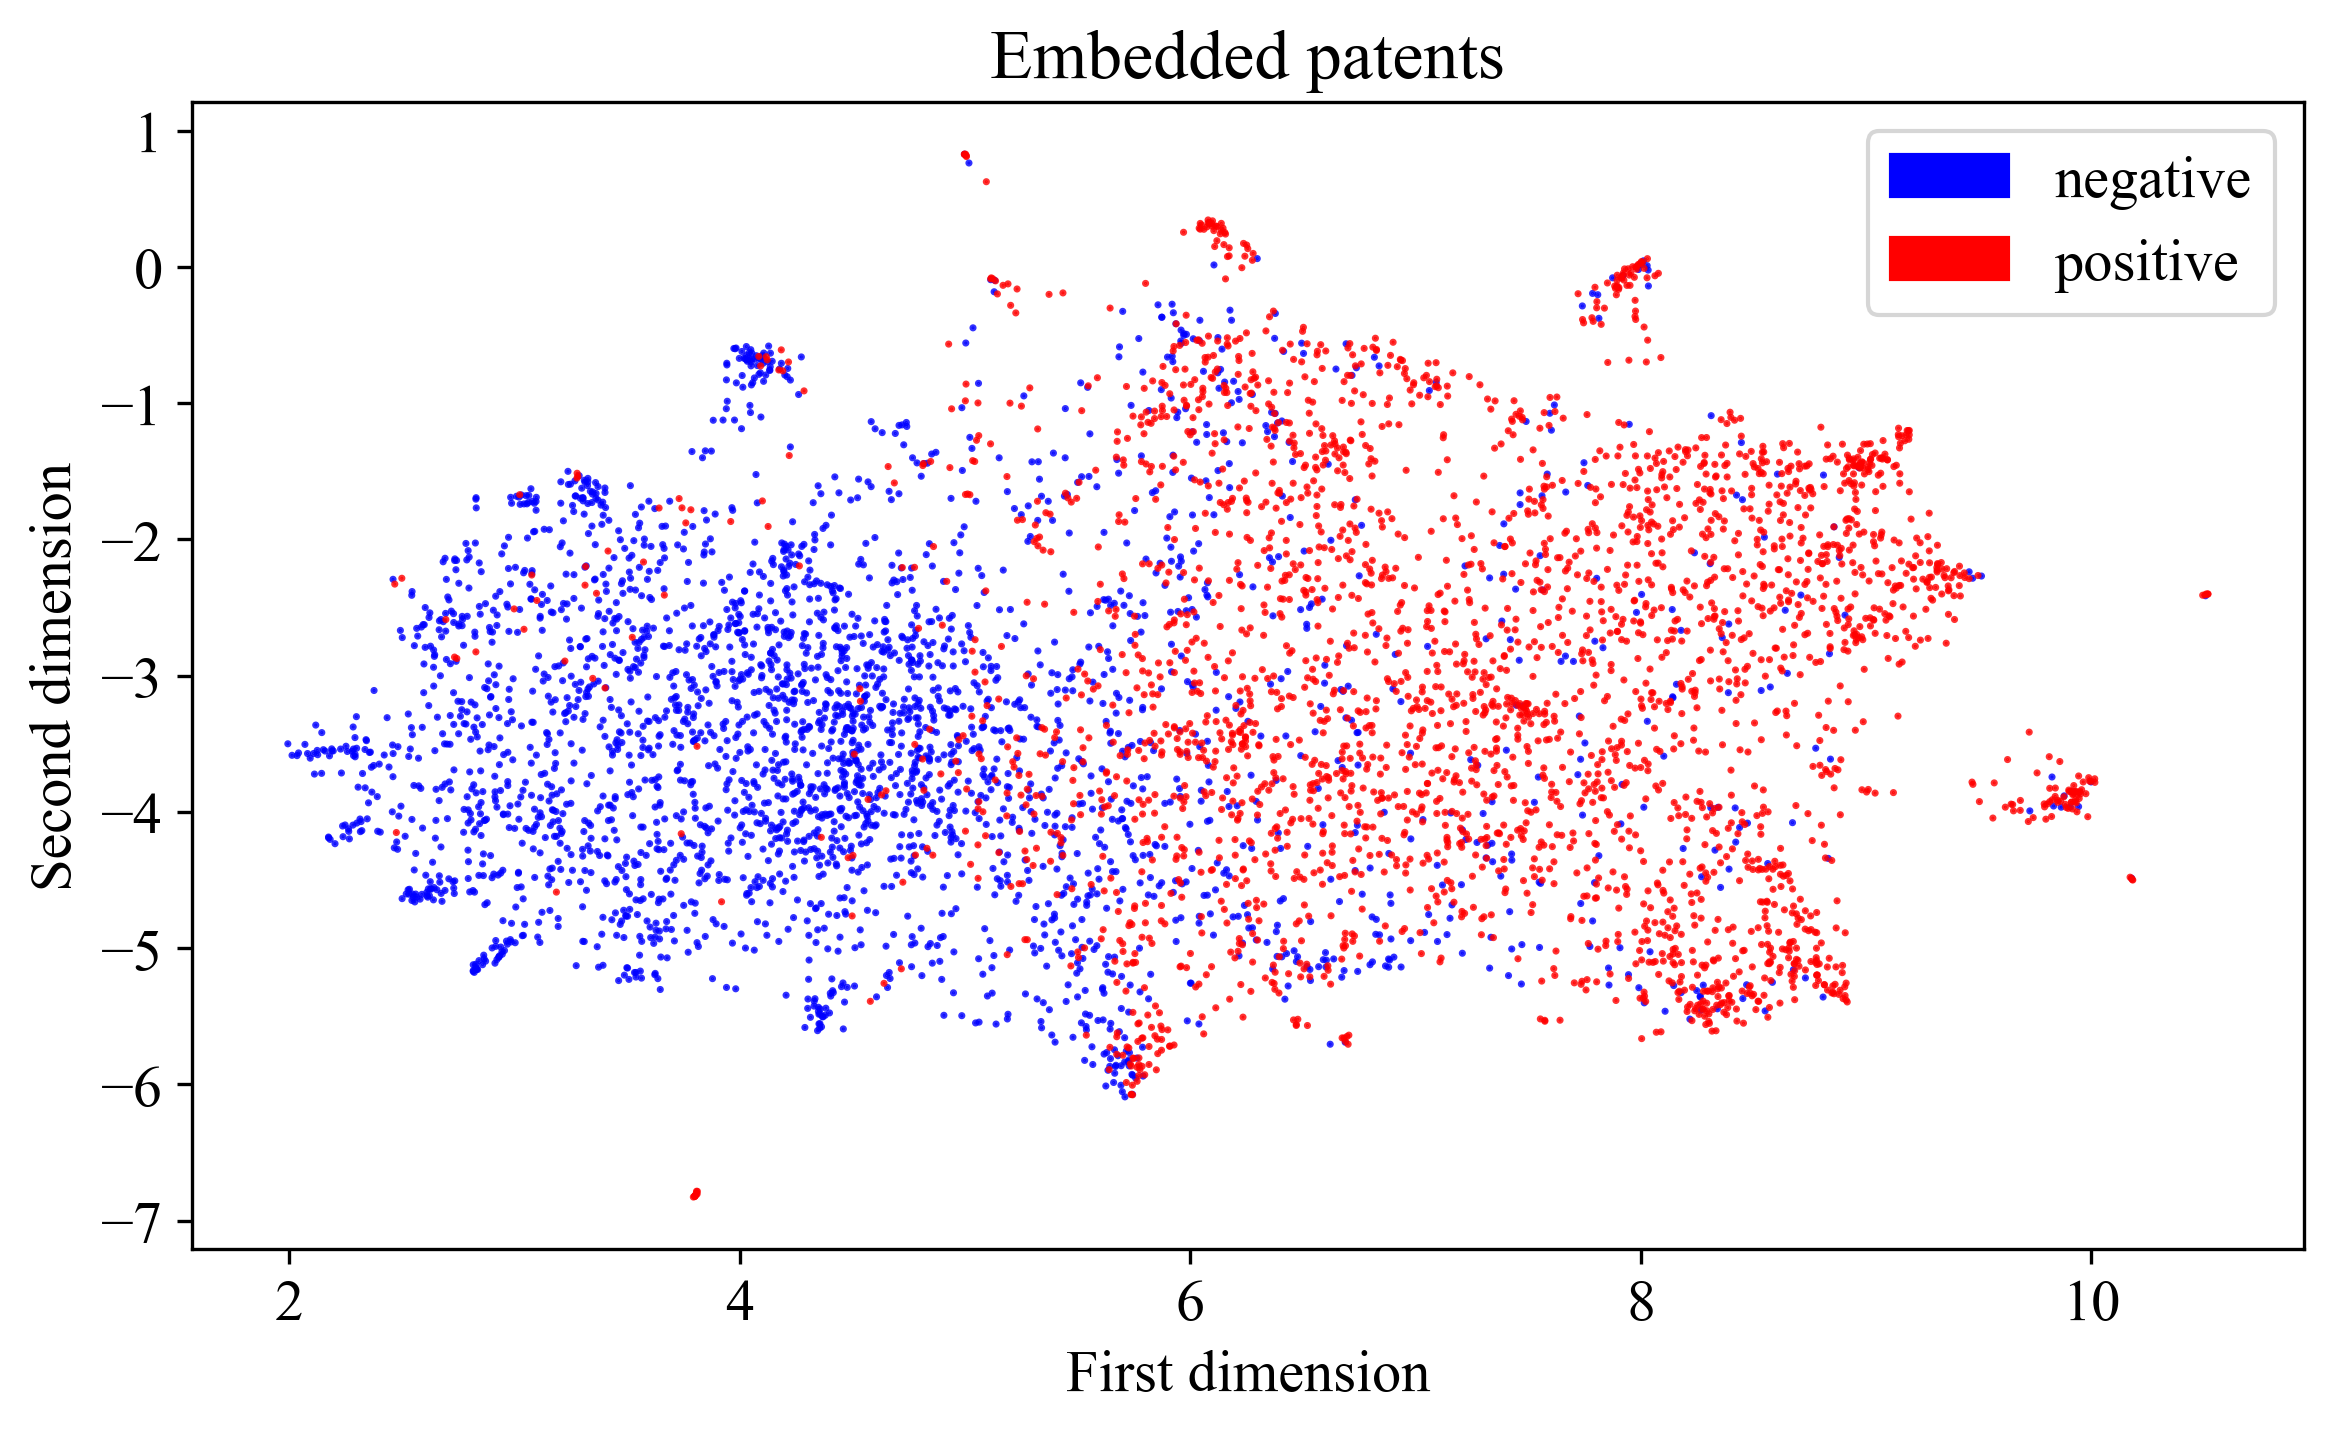 Embedded patents
negative
positive
1
0
−1
−2
−3
−4
−5
−6
−7
Second dimension
2 4 6 8 10
First dimension